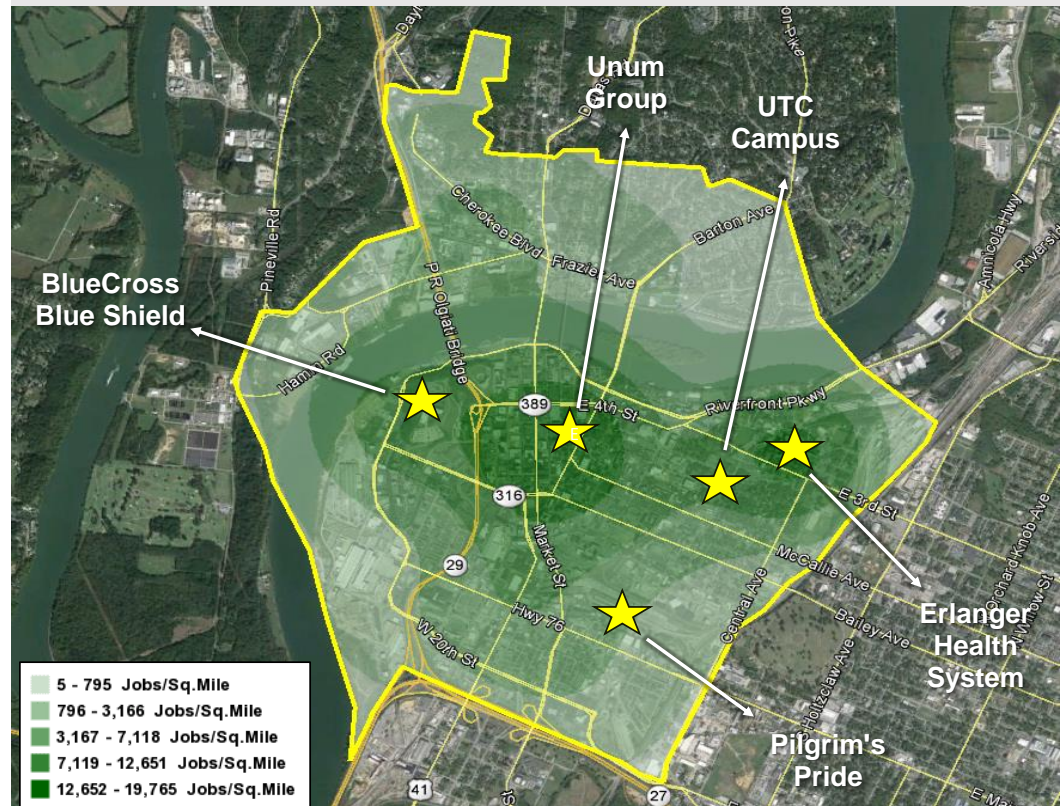 Unum
Group
UTC
Campus
BlueCross
Blue Shield
Pineville Rd
Cherokee Blvd
Frazier Ave
Barton Ave
Amnicola Hwy
P R Olgiati Bridge
Hamm Rd
389
E 4th St
Riverfront Pkwy
316
E 3rd St
29
Market St
McCallie Ave
Orchard Knob Ave
N Willow St
Hwy 76
Central Ave
Bailey Ave
W 20th St
S Holtzclaw Ave
Erlanger
Health
System
Pilgrim's
Pride
41
27
5 - 795 Jobs/Sq.Mile
796 - 3,166 Jobs/Sq.Mile
3,167 - 7,118 Jobs/Sq.Mile
7,119 - 12,651 Jobs/Sq.Mile
12,652 - 19,765 Jobs/Sq.Mile